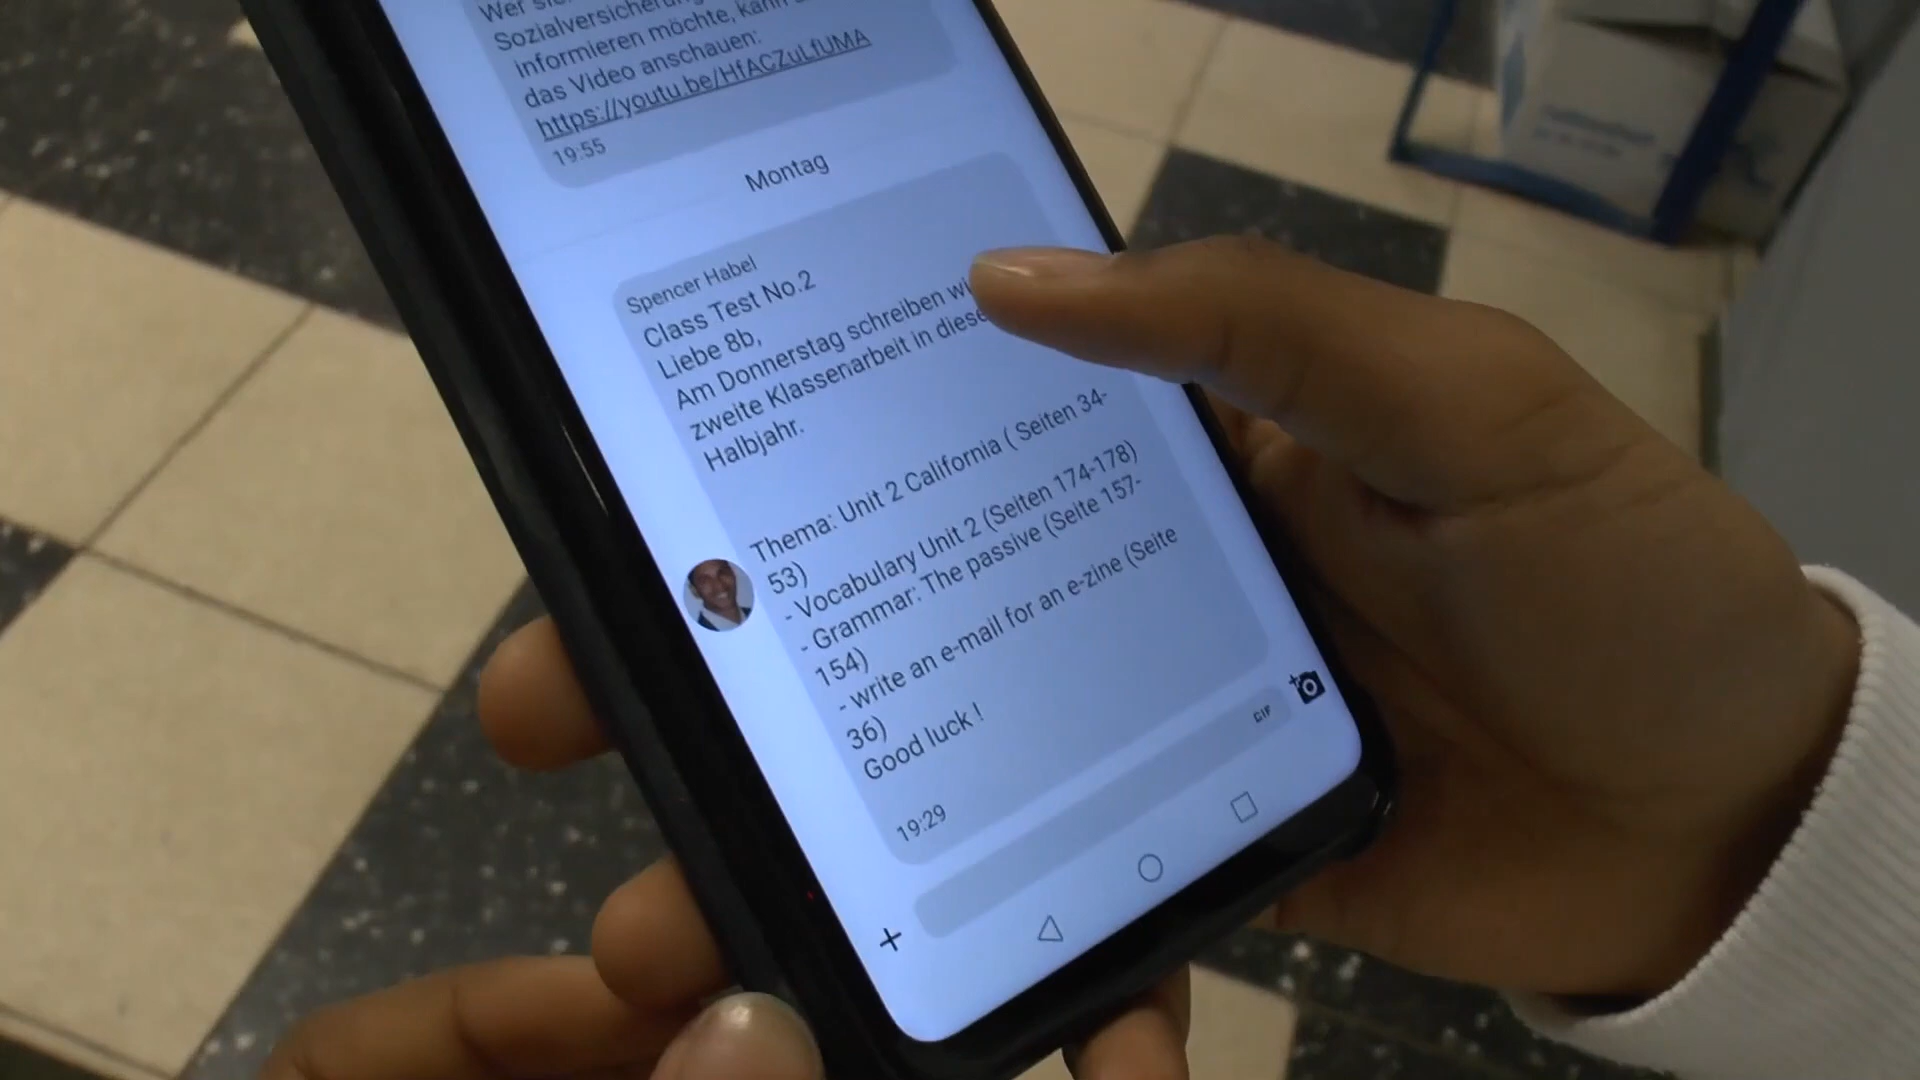 Wer
Sozialversicherung
informieren möchte, kann
das Video anschauen:
https://youtu.be/HfACZuLfUMA
19:55
Montag
Spencer Habel
Class Test No.2
Liebe 8b,
Am Donnerstag schreiben
zweite Klassenarbeit in
Halbjahr.
Thema: Unit 2 California ( Seiten 34-
53)
- Vocabulary Unit 2 (Seiten 174-178)
- Grammar: The passive (Seite 157-
154)
- write an e-mail for an e-zine (Seite
36)
Good luck !
19:29
GIF